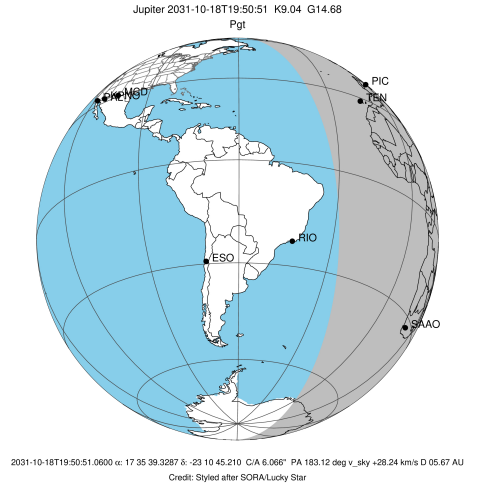 Jupiter 2031-10-18T19:50:51 K9.04 G14.68
Pgt
PIC
TEN
MCD
RIO
ESO
SAAO
2031-10-18T19:50:51.0600 α: 17 35 39.3287 δ: -23 10 45.210 C/A 6.066" PA 183.12 deg v_sky +28.24 km/s D 05.67 AU
Credit: Styled after SORA/Lucky Star